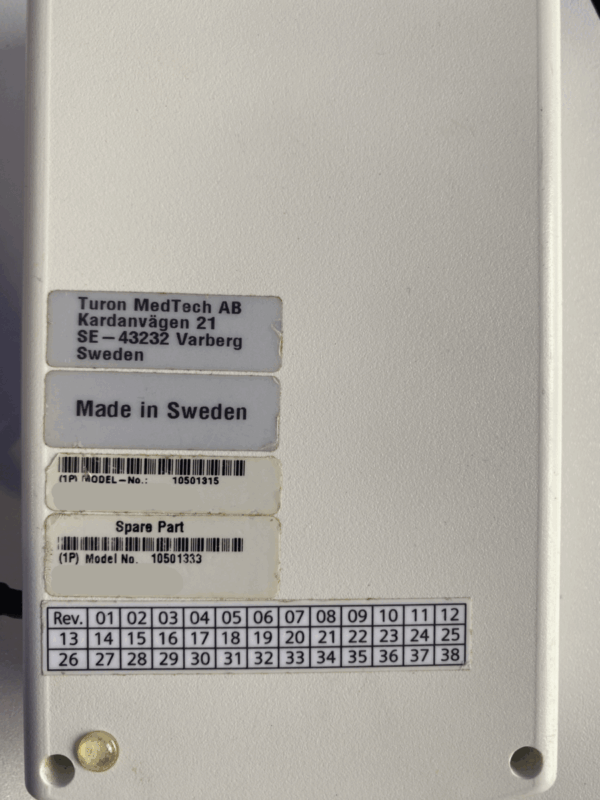 Turon MedTech AB
Kardanvägen 21
SE–43232 Varberg
Sweden
Made in Sweden
(1P) MODEL–No.: 10501315
Spare Part
(1P) Model No. 10501333
Rev. 01 02 03 04 05 06 07 08 09 10 11 12
13 14 15 16 17 18 19 20 21 22 23 24 25
26 27 28 29 30 31 32 33 34 35 36 37 38